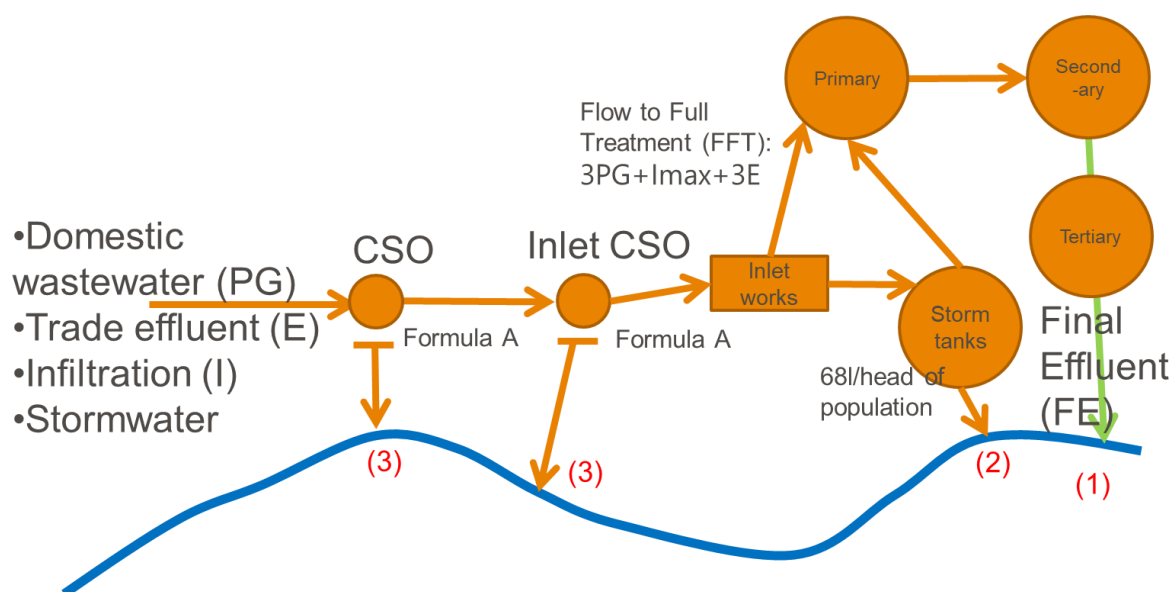 Primary
Second
-ary
Flow to Full
Treatment (FFT):
3PG+Imax+3E
•Domestic
wastewater (PG)
•Trade effluent (E)
•Infiltration (I)
•Stormwater
CSO
Formula A
Inlet CSO
Formula A
Inlet
works
Storm
tanks
68l/head of
population
Tertiary
Final
Effluent
(FE)
(3)
(3)
(2)
(1)